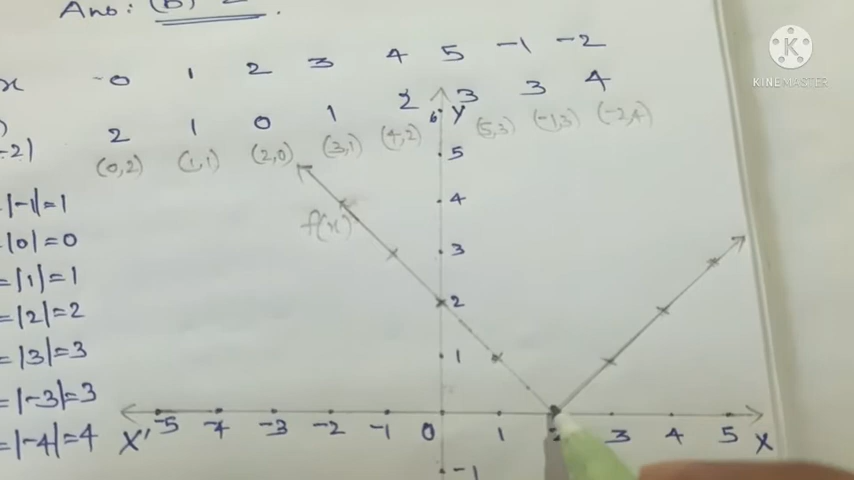 Ans: (b) 2.
x 0 1 2 3 4 5 -1 -2
2 1 0 1 2 3 3 4
(0,2) (1,1) (2,0) (3,1) (4,2) (5,3) (-1,3) (-2,4)
-2)
= |-1| = 1
|0| = 0
= |1| = 1
= |2| = 2
= |3| = 3
= |-3| = 3
= |-4| = 4
Y
6
5
4
f(x)
3
2
1
X' -5 -4 -3 -2 -1 0 1 2 3 4 5 X
-1
K
KINEMASTER